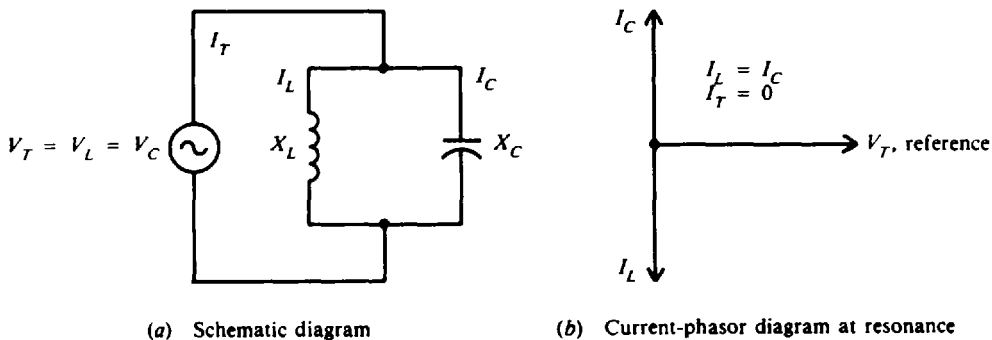 I_T
I_L
I_C
V_T = V_L = V_C
X_L
X_C
(a) Schematic diagram
I_C
I_L = I_C
I_T = 0
V_T, reference
I_L
(b) Current-phasor diagram at resonance